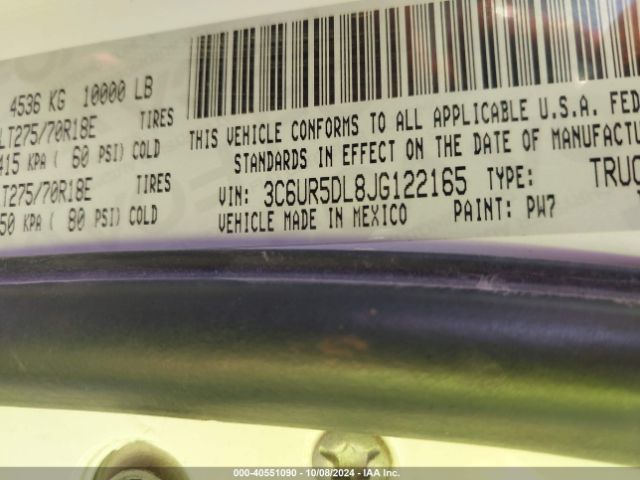 4536 KG 10000 LB
LT275/70R18E TIRES
415 KPA ( 60 PSI) COLD
LT275/70R18E TIRES
550 KPA ( 80 PSI) COLD
THIS VEHICLE CONFORMS TO ALL APPLICABLE U.S.A. FED
STANDARDS IN EFFECT ON THE DATE OF MANUFACTU
VIN: 3C6UR5DL8JG122165 TYPE: TRUC
VEHICLE MADE IN MEXICO PAINT: PW7
000-40551090 - 10/08/2024 - IAA Inc.